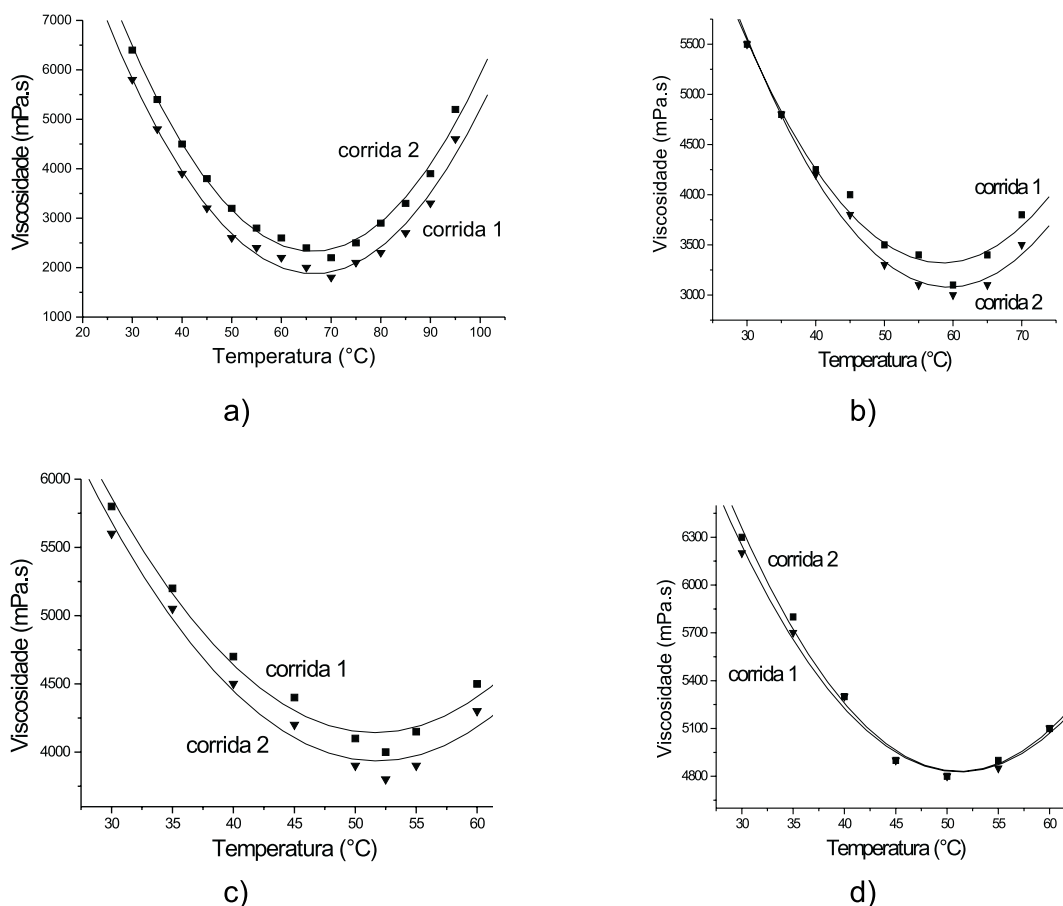 7000
6000
5000
4000
3000
2000
1000
Viscosidade (mPa.s)
corrida 2
corrida 1
20 30 40 50 60 70 80 90 100
Temperatura (°C)
a)
5500
5000
4500
4000
3500
3000
Viscosidade (mPa.s)
corrida 1
corrida 2
30 40 50 60 70
Temperatura (°C)
b)
6000
5500
5000
4500
4000
Viscosidade (mPa.s)
corrida 1
corrida 2
30 35 40 45 50 55 60
Temperatura (°C)
c)
6300
6000
5700
5400
5100
4800
Viscosidade (mPa.s)
corrida 2
corrida 1
30 35 40 45 50 55 60
Temperatura (°C)
d)